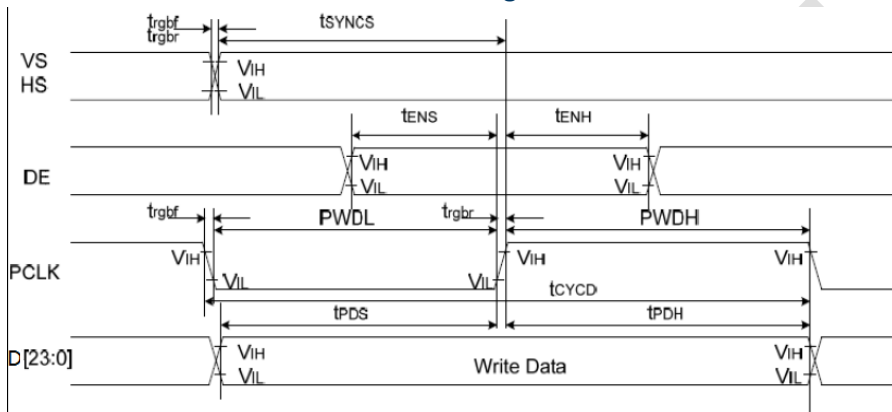 trgbf tSYNCS
trgbr
VS
HS
VIH
VIL
tENS tENH
DE
VIH VIH
VIL VIL
trgbf PWDL trgbr PWDH
PCLK
VIH VIH VIH
VIL VIL
tCYCD
tPDS tPDH
D[23:0]
VIH Write Data VIH
VIL VIL